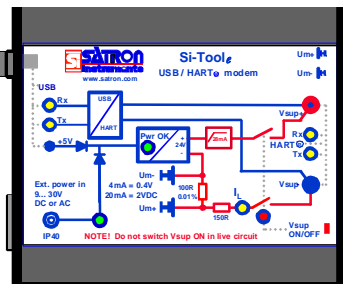 SATRON
Instruments
www.satron.com
Si-Tool e
USB / HART® modem
Um+
Um-
USB
Rx
Tx
+5V
USB
HART
Pwr OK
+
24V
-
20mA
Vsup+
Rx
HART®
Tx
Vsup-
Um-
Um+
100R
0.01%
150R
IL
4mA = 0.4V
20mA = 2VDC
Ext. power in
9... 30V
DC or AC
IP40
NOTE! Do not switch Vsup ON in live circuit
Vsup
ON/OFF